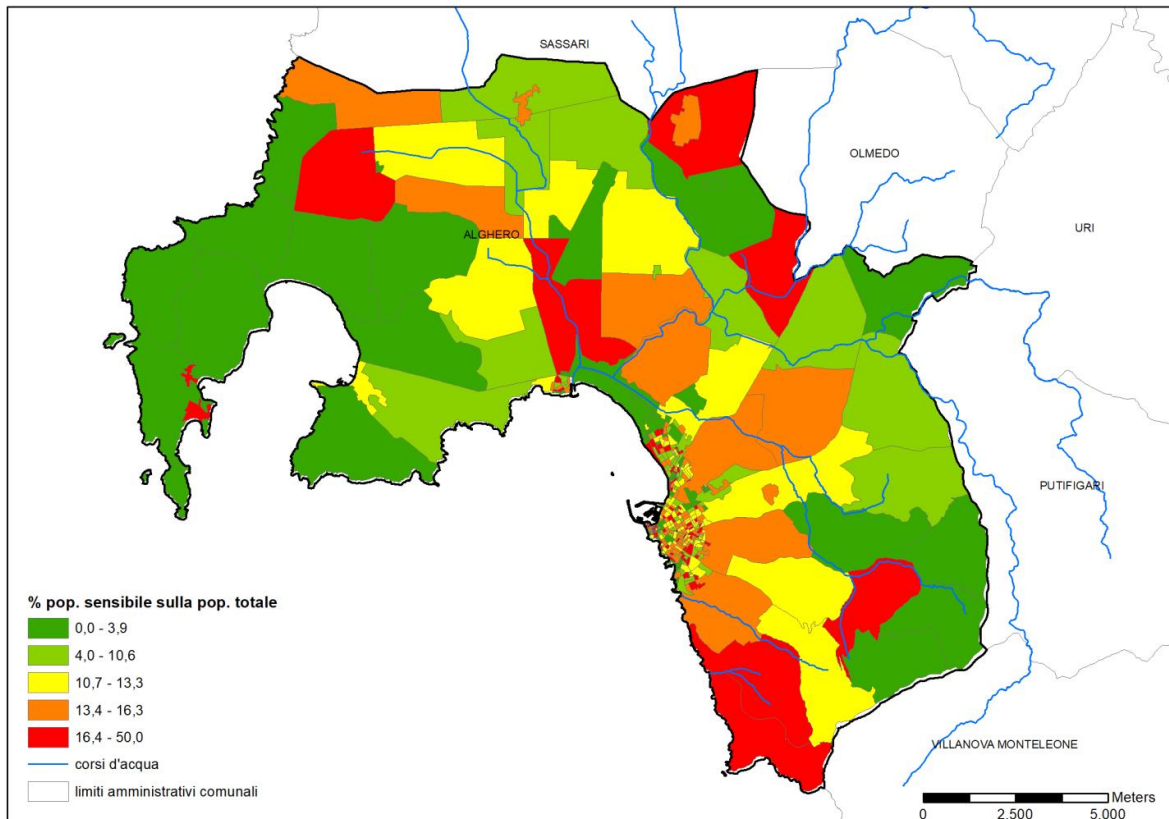 SASSARI
OLMEDO
URI
ALGHERO
PUTIFIGARI
VILLANOVA MONTELEONE
% pop. sensibile sulla pop. totale
0,0 - 3,9
4,0 - 10,6
10,7 - 13,3
13,4 - 16,3
16,4 - 50,0
corsi d'acqua
limiti amministrativi comunali
Meters
0 2.500 5.000